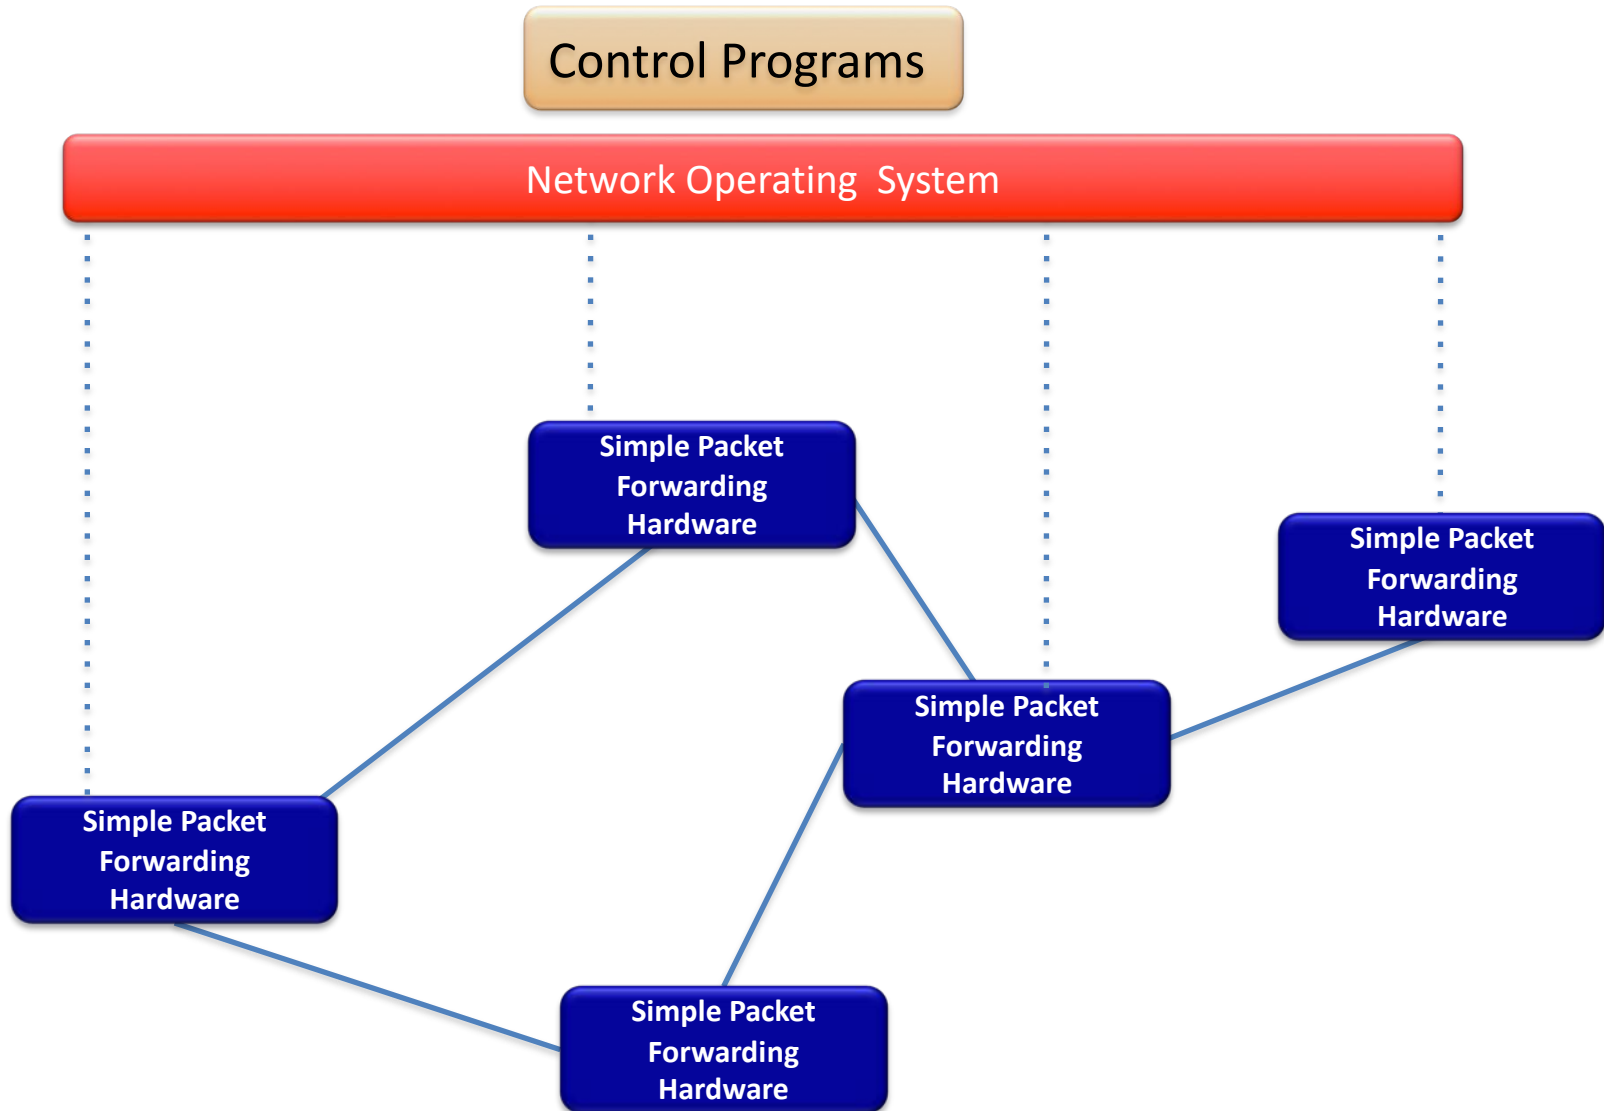 Control Programs
Network Operating System
Simple Packet
Forwarding
Hardware
Simple Packet
Forwarding
Hardware
Simple Packet
Forwarding
Hardware
Simple Packet
Forwarding
Hardware
Simple Packet
Forwarding
Hardware